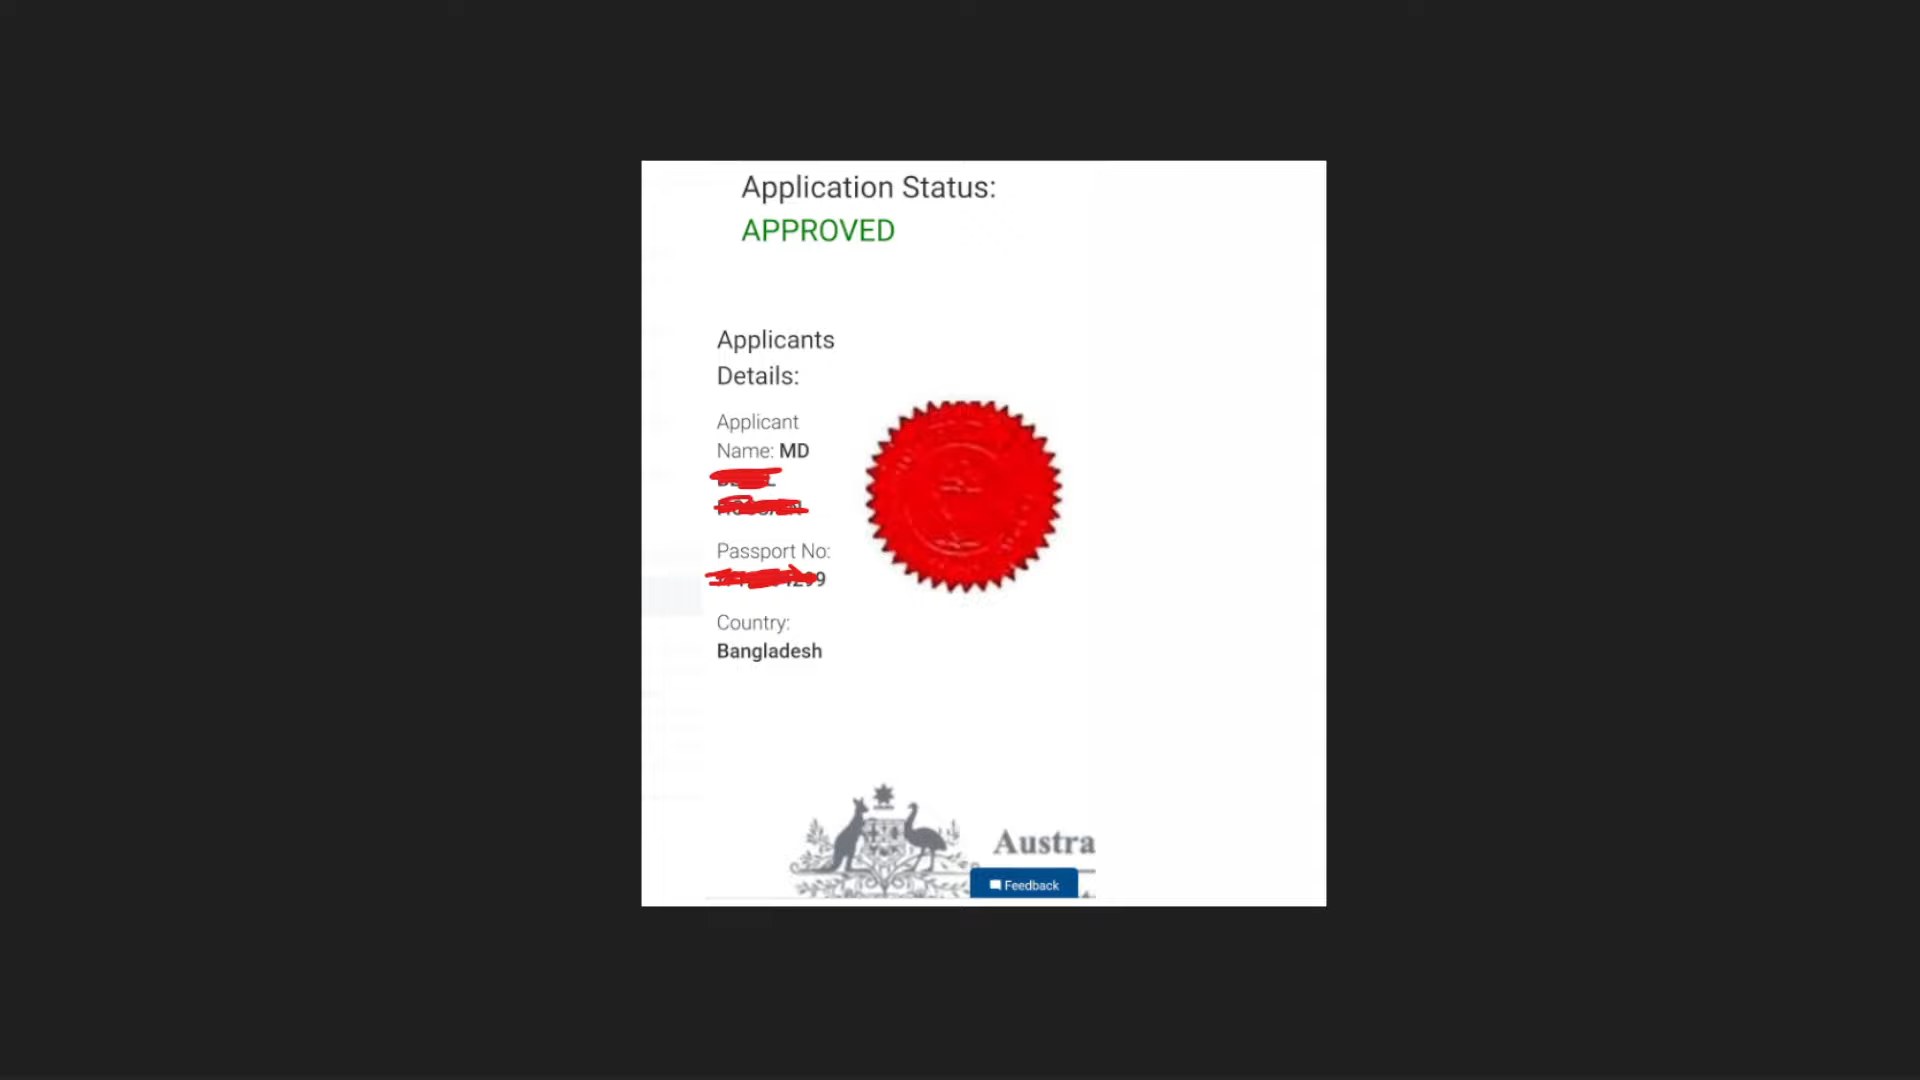 Application Status:
APPROVED
Applicants
Details:
Applicant
Name: MD
Passport No:
Country:
Bangladesh
Austra
Feedback